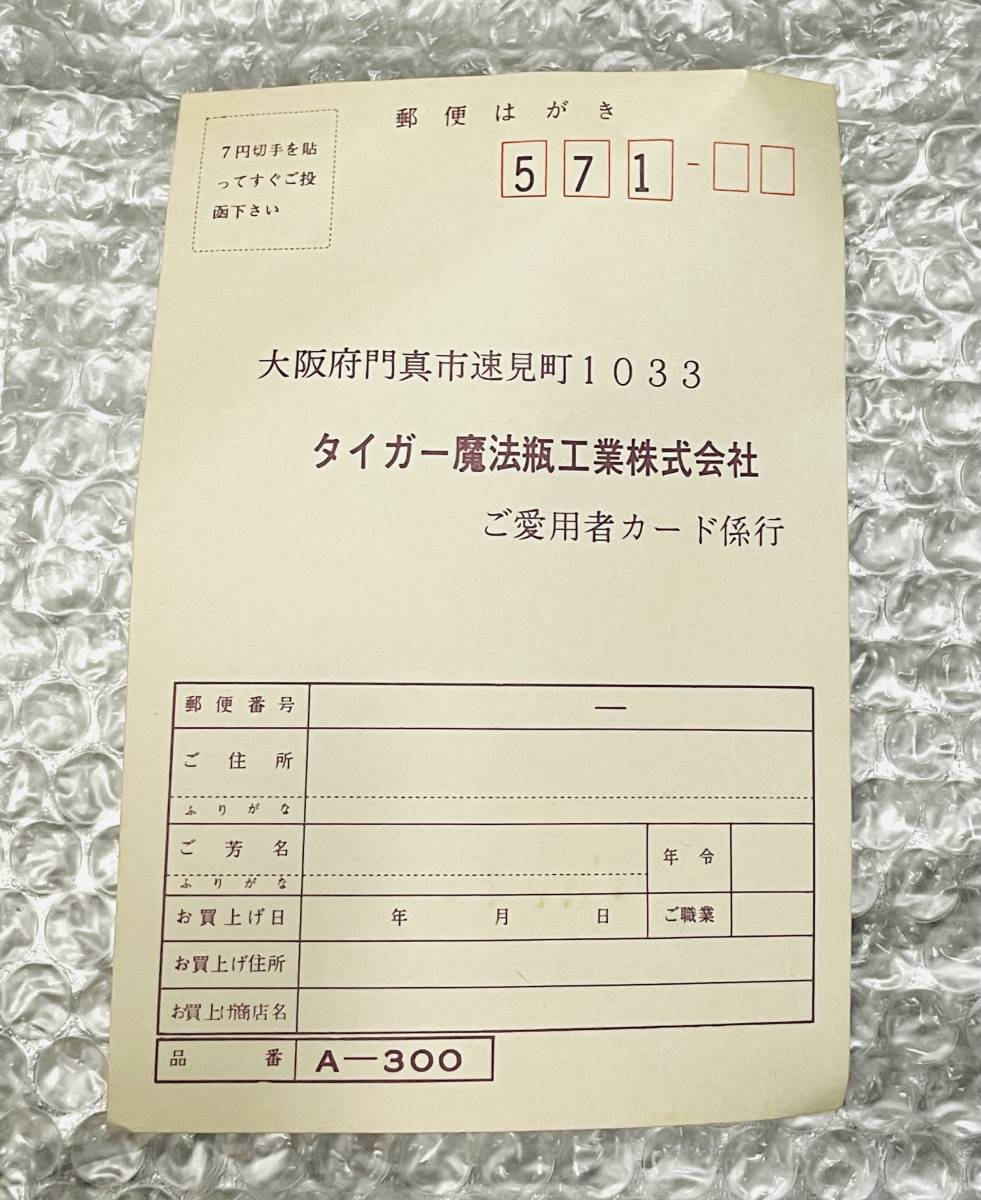 郵便はがき
7円切手を貼
ってすぐご投
函下さい
571-
大阪府門真市速見町1033
タイガー魔法瓶工業株式会社
ご愛用者カード係行
郵便番号 —
ご住所
ふりがな
ご芳名 年令
ふりがな
お買上げ日 年 月 日 ご職業
お買上げ住所
お買上げ商店名
品番 A—300